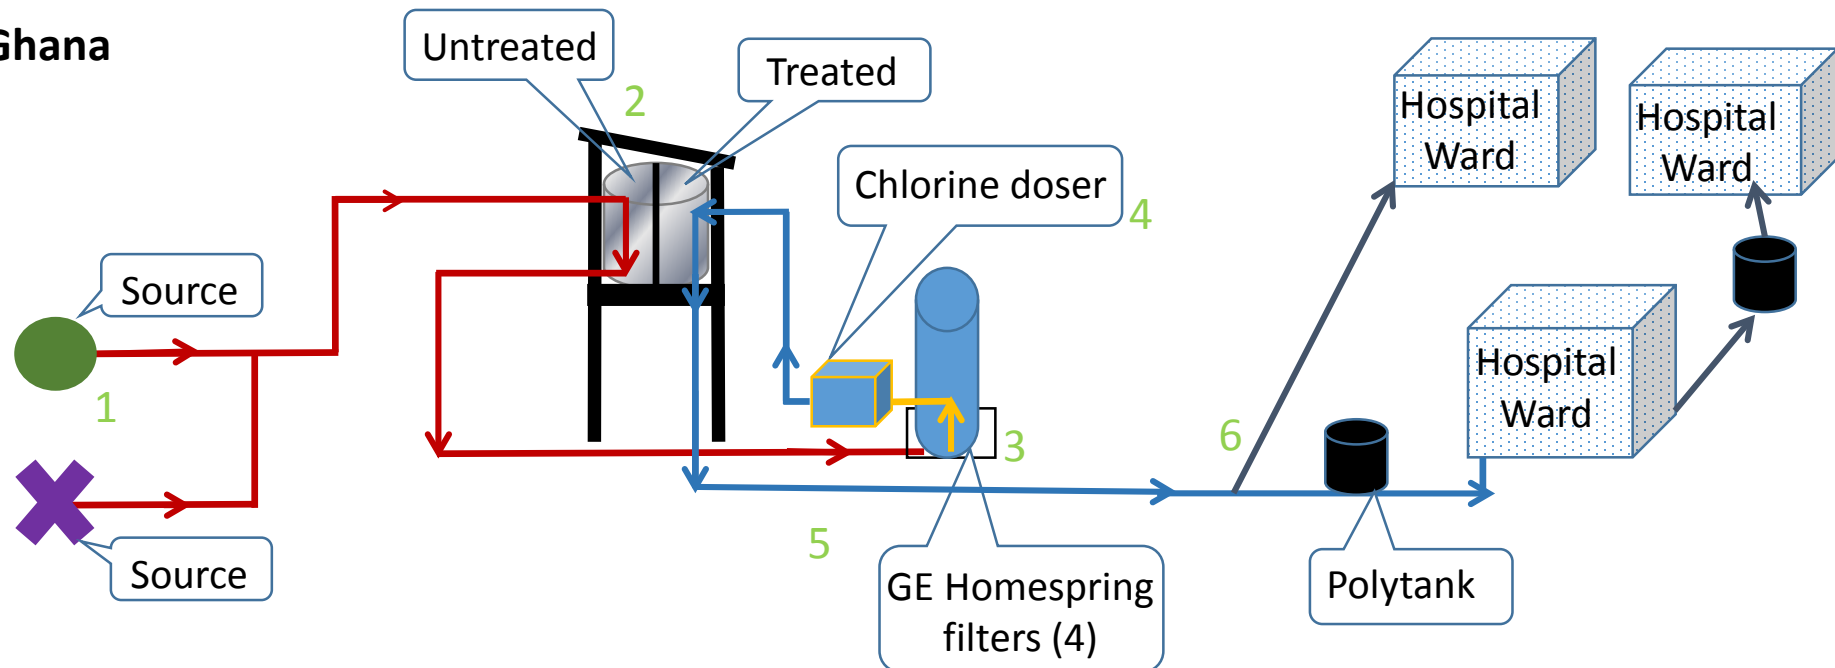 Ghana
Untreated
2
Treated
Chlorine doser
4
Source
1
Source
3
GE Homespring
filters (4)
5
6
Polytank
Hospital
Ward
Hospital
Ward
Hospital
Ward